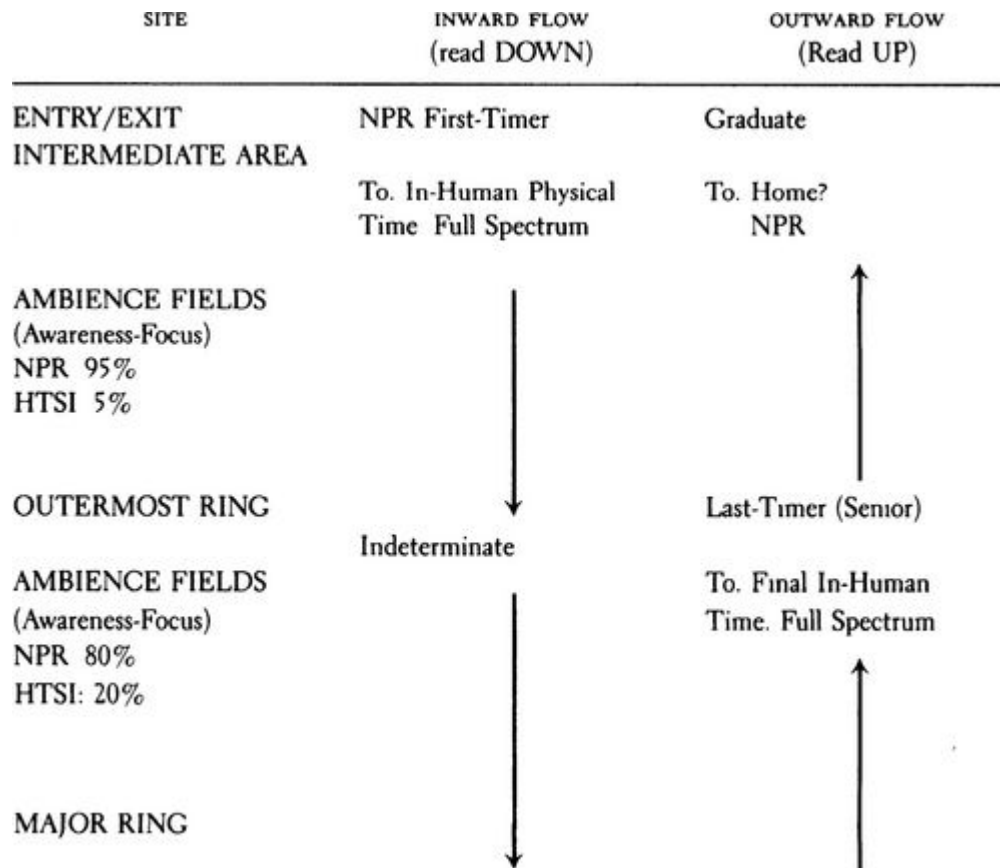 SITE
INWARD FLOW
(read DOWN)
OUTWARD FLOW
(Read UP)
ENTRY/EXIT
INTERMEDIATE AREA
NPR First-Timer
To. In-Human Physical
Time Full Spectrum
Graduate
To. Home?
NPR
AMBIENCE FIELDS
(Awareness-Focus)
NPR 95%
HTSI 5%
OUTERMOST RING
Indeterminate
Last-Timer (Senior)
AMBIENCE FIELDS
(Awareness-Focus)
NPR 80%
HTSI: 20%
To. Final In-Human
Time. Full Spectrum
MAJOR RING